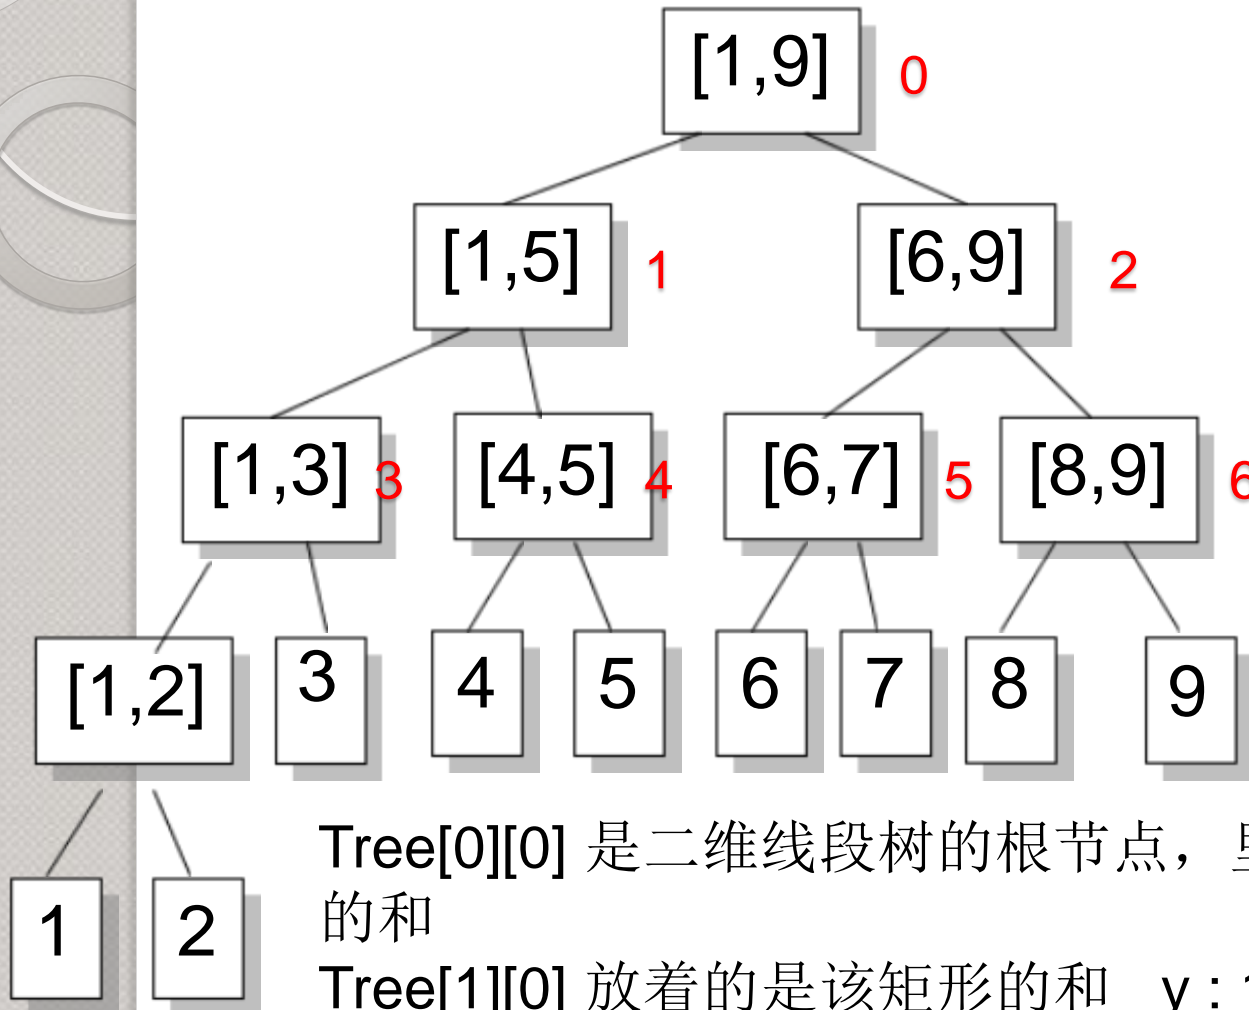 [1,9] 0
[1,5] 1 [6,9] 2
[1,3] 3 [4,5] 4 [6,7] 5 [8,9] 6
[1,2] 3 4 5 6 7 8 9
Tree[0][0] 是二维线段树的根节点，
的和
1 2
Tree[1][0] 放着的是该矩形的和 y :